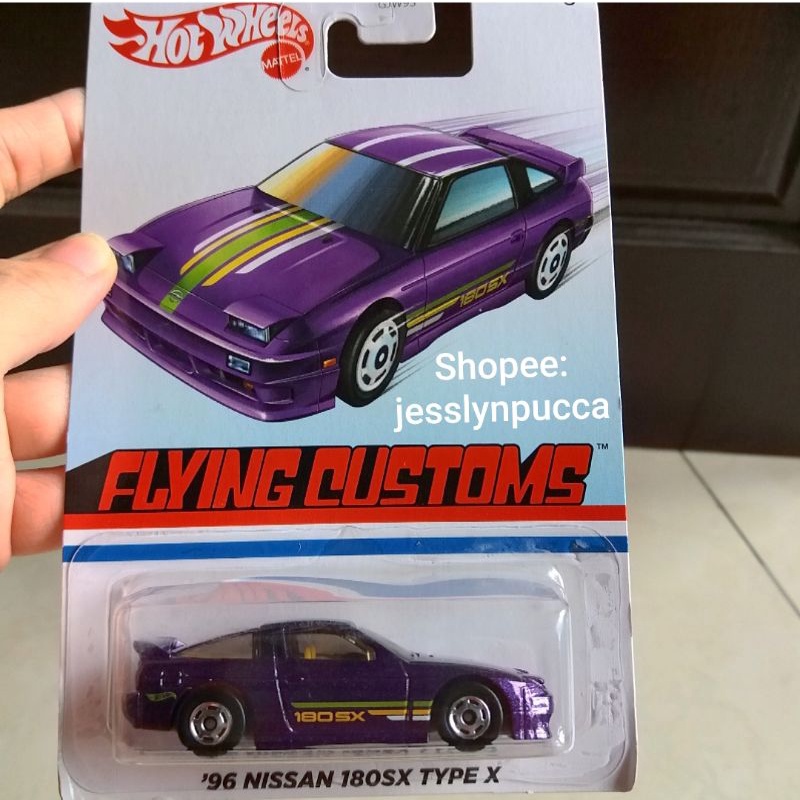 Hot Wheels
MATTEL
180SX
Shopee:
jesslynpucca
FLYING CUSTOMS™
180SX
'96 NISSAN 180SX TYPE X